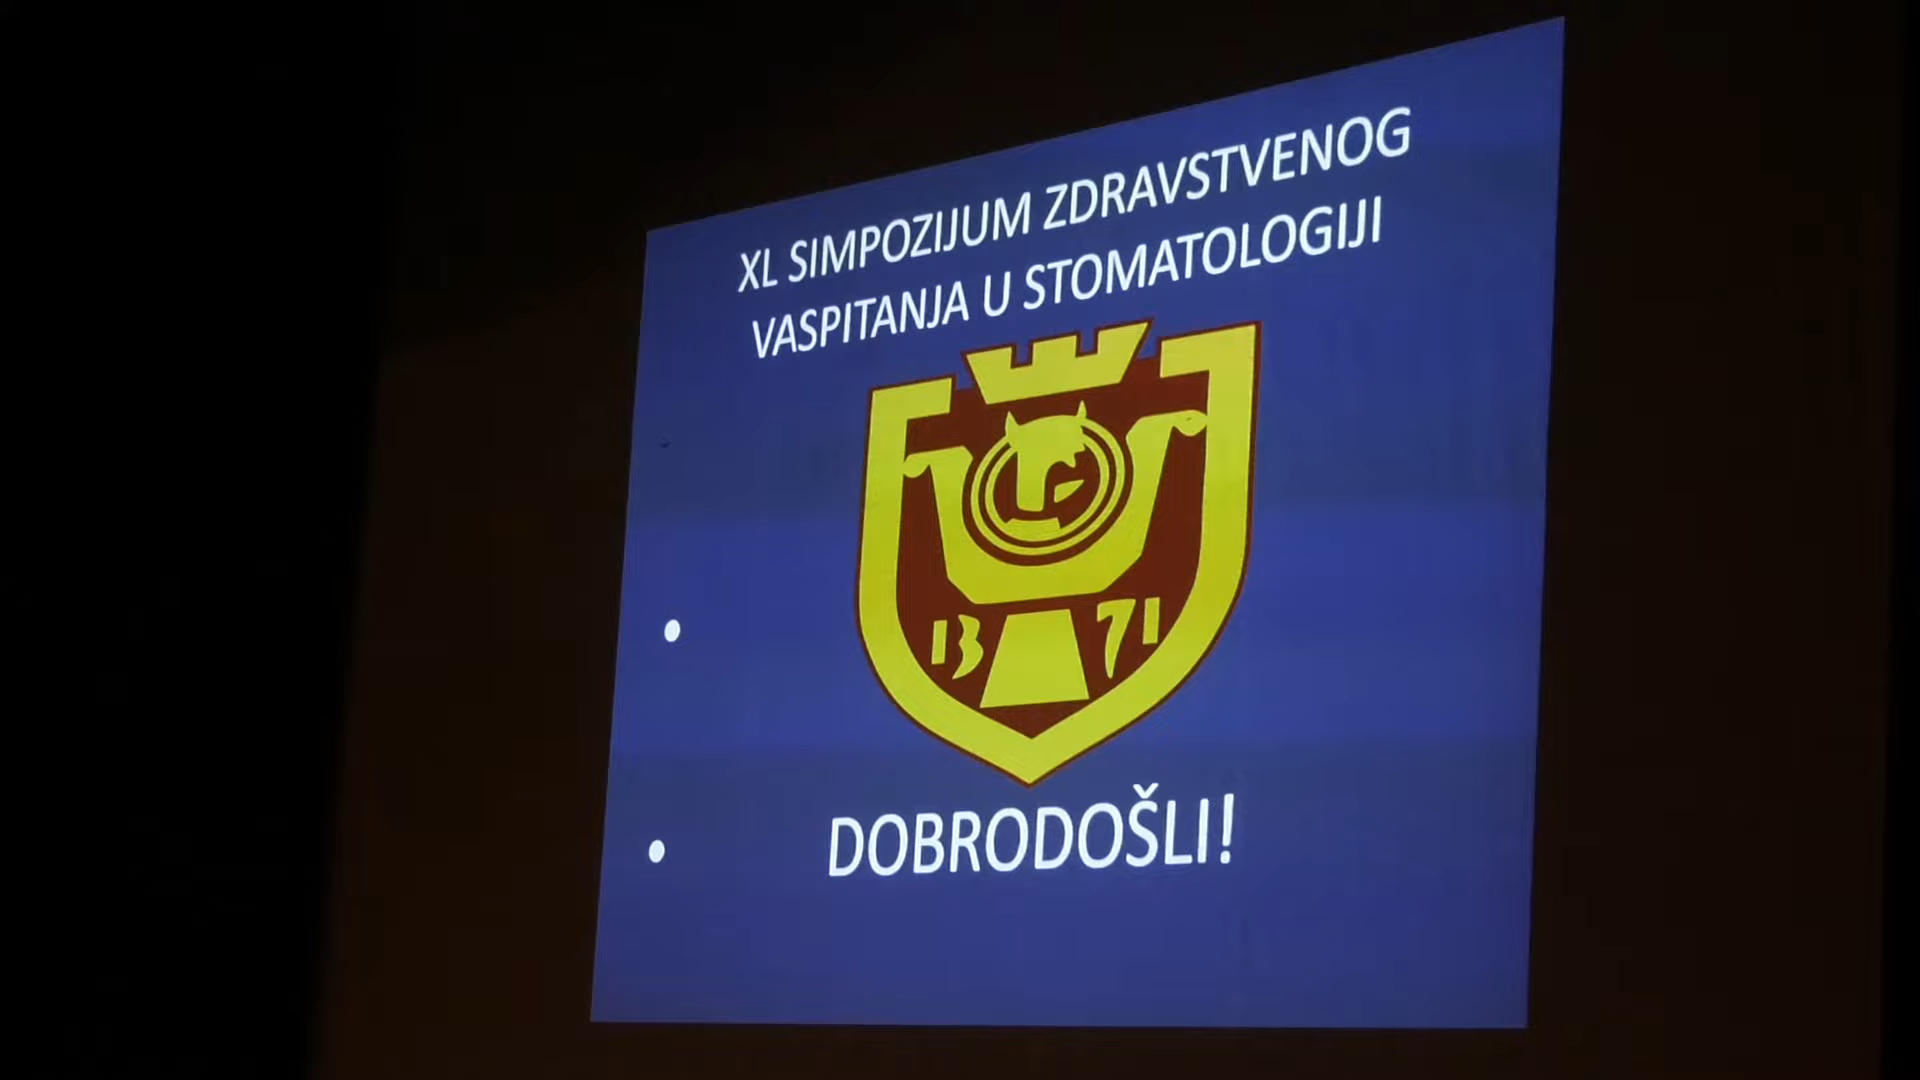 XL SIMPOZIJUM ZDRAVSTVENOG
VASPITANJA U STOMATOLOGIJI
13 71
DOBRODOŠLI!